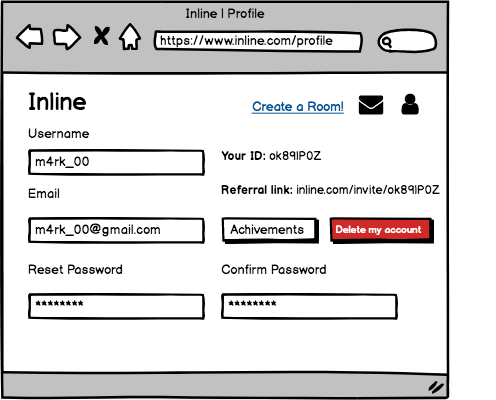 Inline | Profile
https://www.inline.com/profile
Inline
Create a Room!
Username
m4rk_00
Your ID: ok89lP0Z
Email
Referral link: inline.com/invite/ok89lP0Z
m4rk_00@gmail.com
Achivements
Delete my account
Reset Password
Confirm Password
********
********